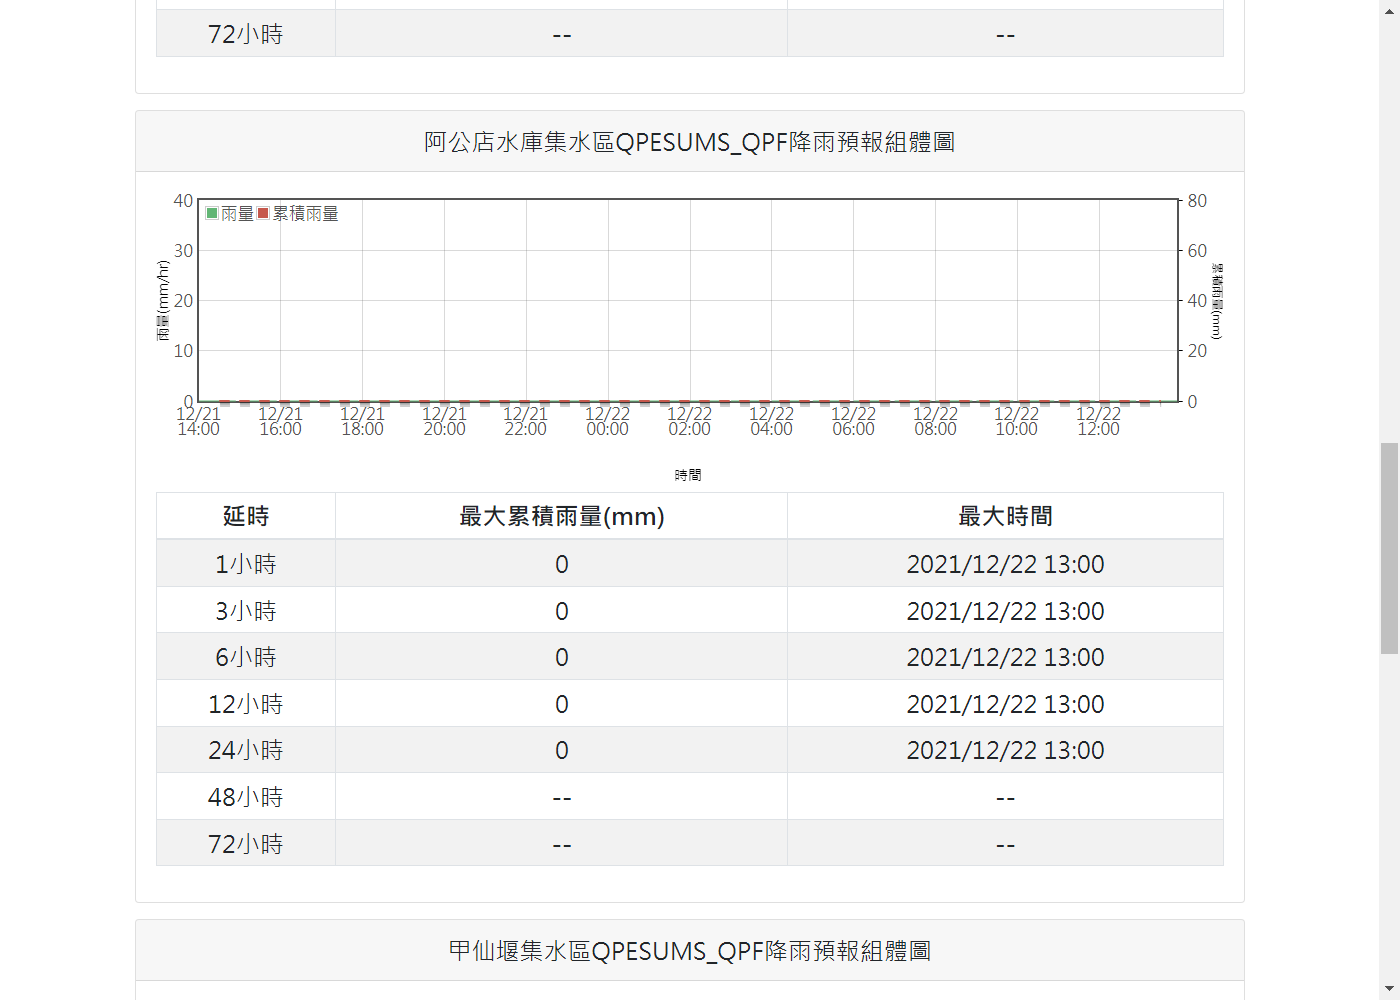 72小時 -- --
阿公店水庫集水區QPESUMS_QPF降雨預報組體圖
雨量 累積雨量
40 80
30 60
20 40
10 20
0 0
雨量(mm/hr)
累積雨量(mm)
12/21 12/21 12/21 12/21 12/21 12/22 12/22 12/22 12/22 12/22 12/22 12/22
14:00 16:00 18:00 20:00 22:00 00:00 02:00 04:00 06:00 08:00 10:00 12:00
時間
延時 最大累積雨量(mm) 最大時間
1小時 0 2021/12/22 13:00
3小時 0 2021/12/22 13:00
6小時 0 2021/12/22 13:00
12小時 0 2021/12/22 13:00
24小時 0 2021/12/22 13:00
48小時 -- --
72小時 -- --
甲仙堰集水區QPESUMS_QPF降雨預報組體圖